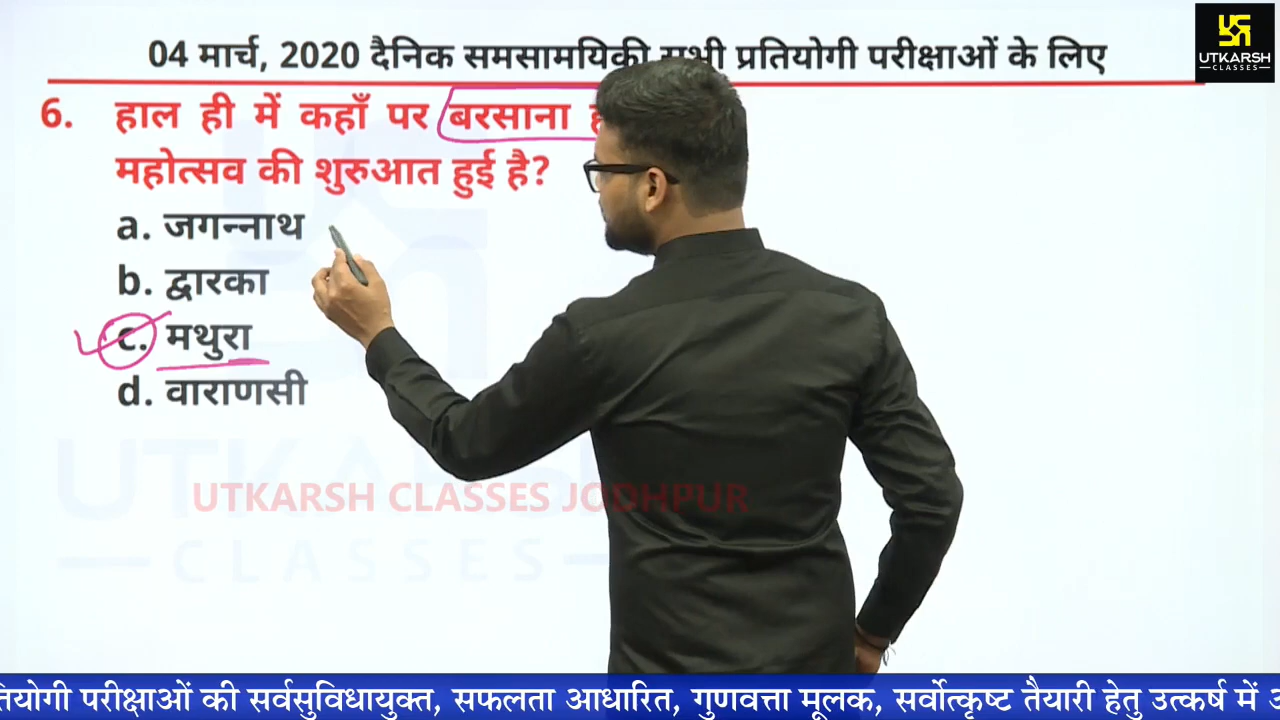 UTKARSH
CLASSES
04 मार्च, 2020 दैनिक समसामयिकी सभी प्रतियोगी परीक्षाओं के लिए
6. हाल ही में कहाँ पर बरसाना
महोत्सव की शुरुआत हुई है?
a. जगन्नाथ
b. द्वारका
c. मथुरा
d. वाराणसी
UTKARSH
UTKARSH CLASSES JODHPUR
CLASSES
परीक्षाओं की सर्वसुविधायुक्त, सफलता आधारित, गुणवत्ता मूलक, सर्वोत्कृष्ट तैयारी हेतु उत्कर्ष में